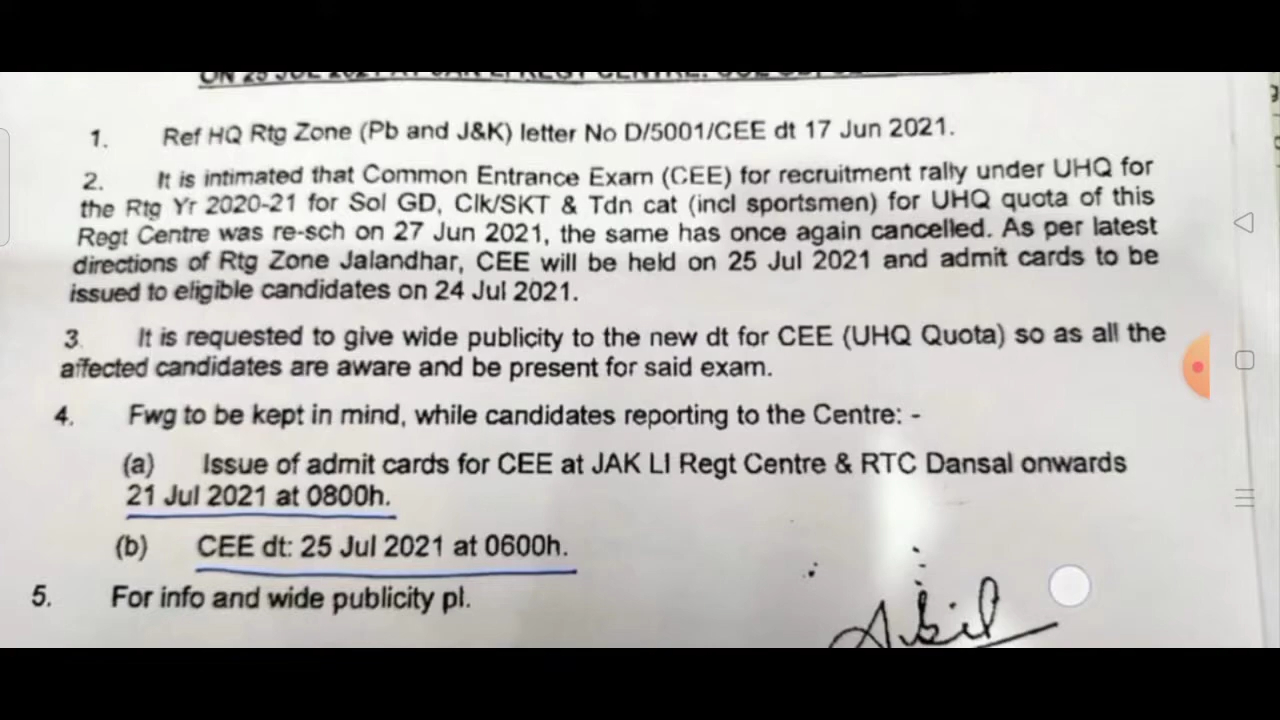 1. Ref HQ Rtg Zone (Pb and J&K) letter No D/5001/CEE dt 17 Jun 2021.
2. It is intimated that Common Entrance Exam (CEE) for recruitment rally under UHQ for
the Rtg Yr 2020-21 for Sol GD, Clk/SKT & Tdn cat (incl sportsmen) for UHQ quota of this
Regt Centre was re-sch on 27 Jun 2021, the same has once again cancelled. As per latest
directions of Rtg Zone Jalandhar, CEE will be held on 25 Jul 2021 and admit cards to be
issued to eligible candidates on 24 Jul 2021.
3. It is requested to give wide publicity to the new dt for CEE (UHQ Quota) so as all the
affected candidates are aware and be present for said exam.
4. Fwg to be kept in mind, while candidates reporting to the Centre: -
(a) Issue of admit cards for CEE at JAK LI Regt Centre & RTC Dansal onwards
21 Jul 2021 at 0800h.
(b) CEE dt: 25 Jul 2021 at 0600h.
5. For info and wide publicity pl.